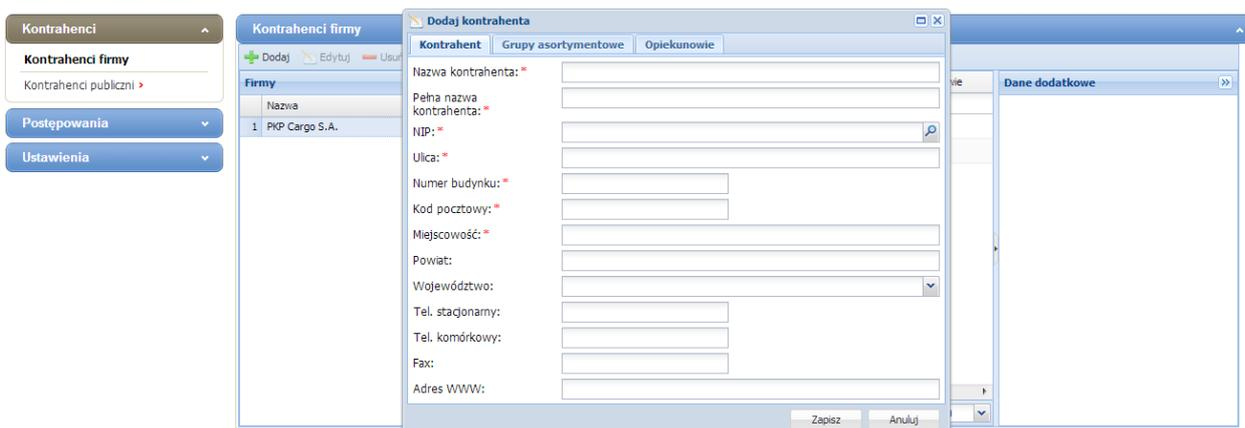 Kontrahenci
Kontrahenci firmy
Kontrahenci publiczni
Postępowania
Ustawienia
Kontrahenci firmy
Dodaj Edytuj Usuń
Firmy
Nazwa
1 PKP Cargo S.A.
Dodaj kontrahenta
Kontrahent Grupy asortymentowe Opiekunowie
Nazwa kontrahenta: *
Pełna nazwa
kontrahenta: *
NIP: *
Ulica: *
Numer budynku: *
Kod pocztowy: *
Miejscowość: *
Powiat:
Województwo:
Tel. stacjonarny:
Tel. komórkowy:
Fax:
Adres WWW:
Zapisz Anuluj
Dane dodatkowe